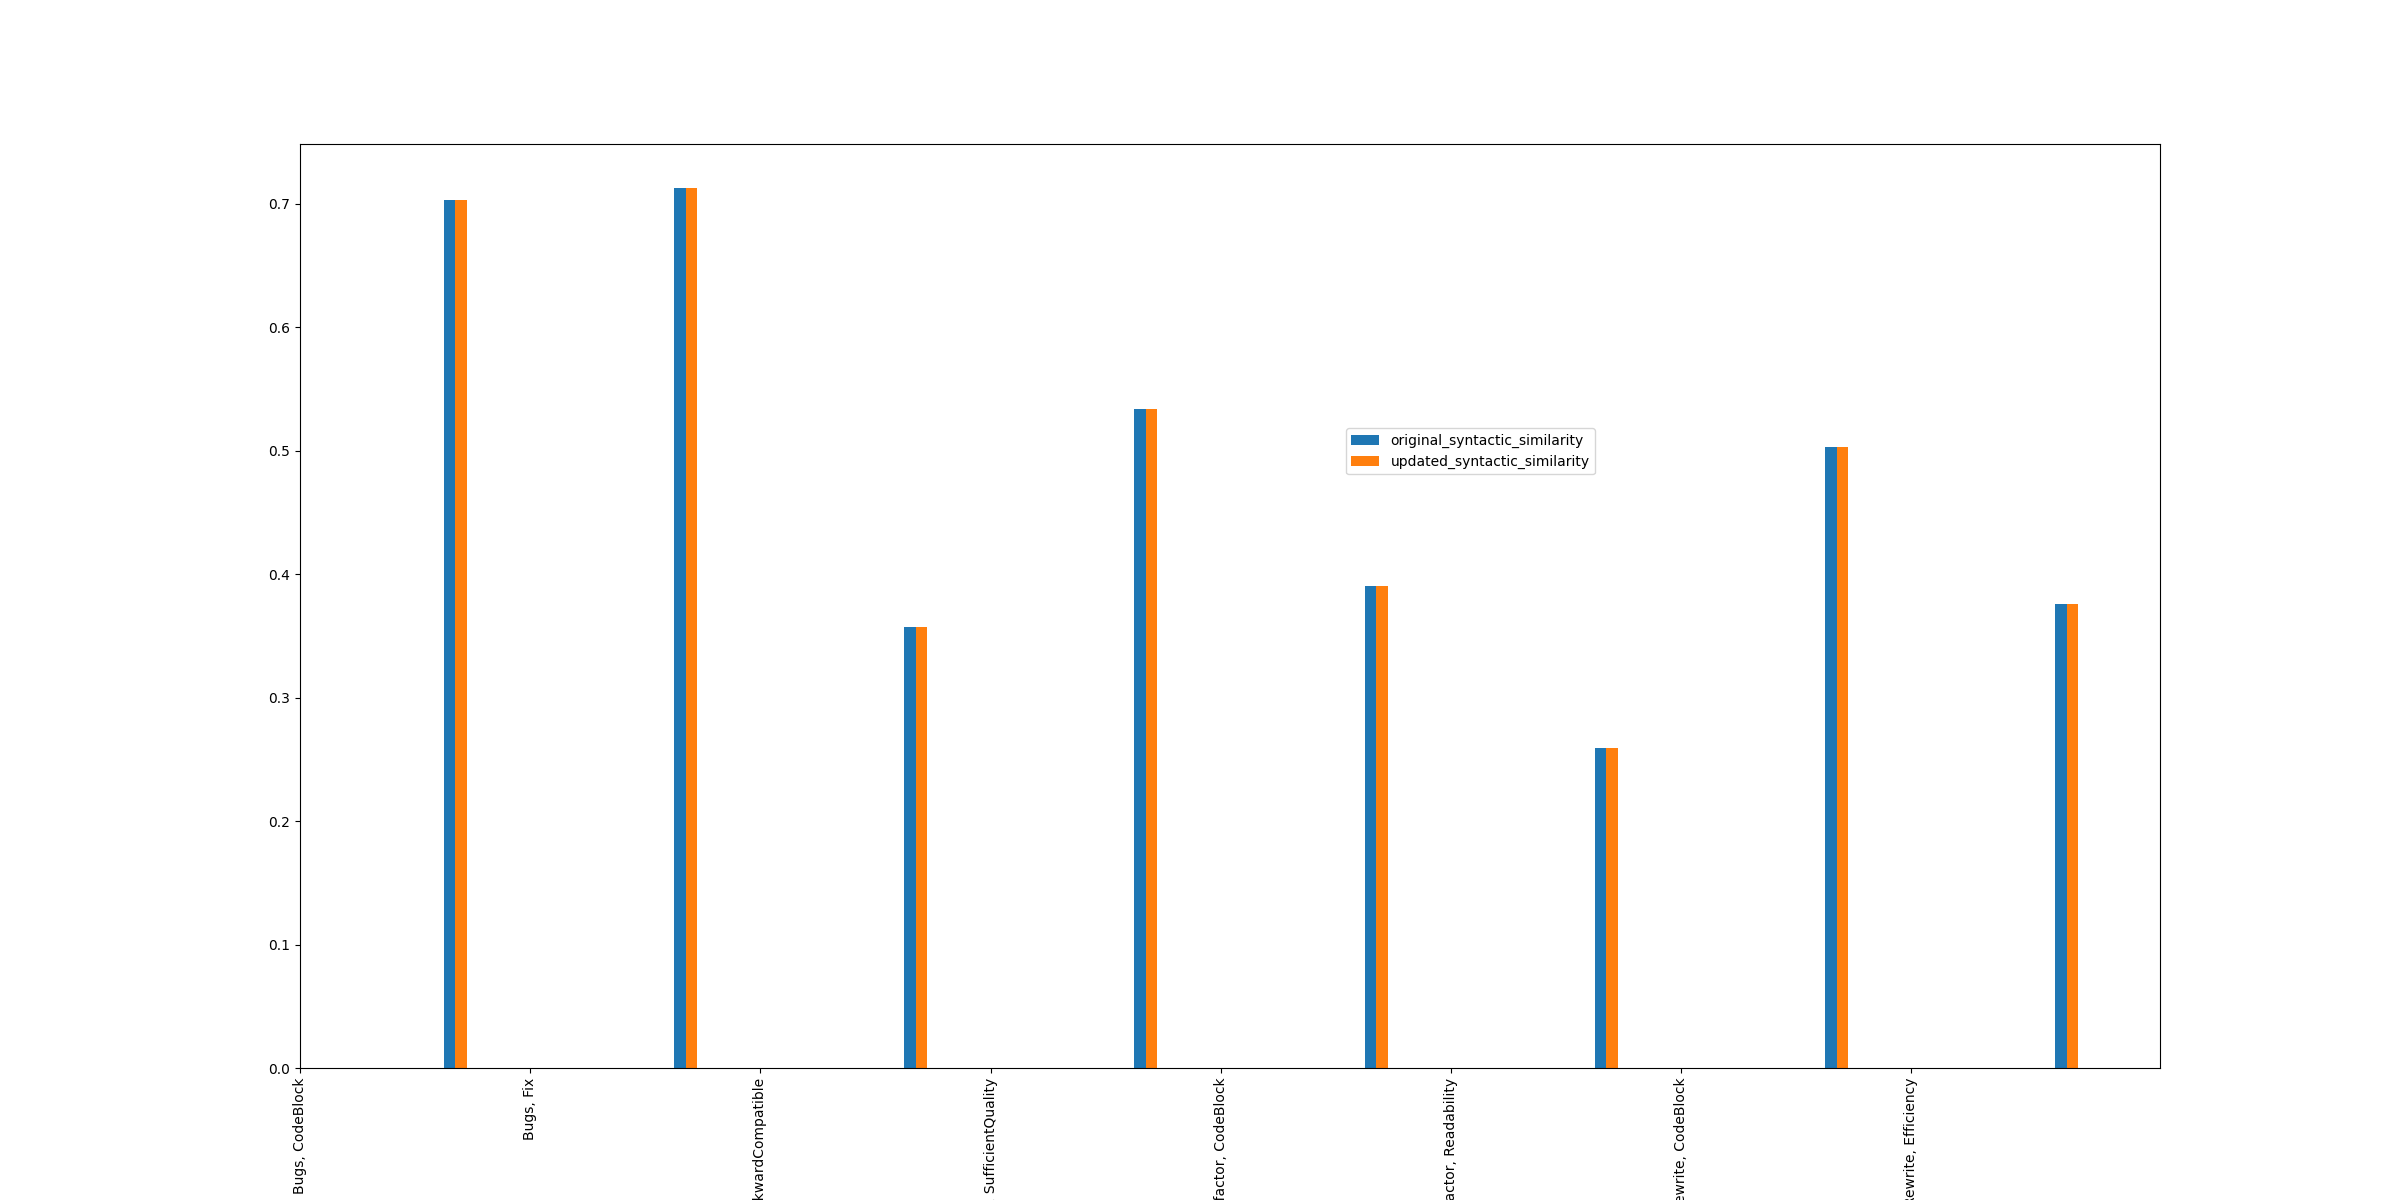 0.7
0.6
0.5
0.4
0.3
0.2
0.1
0.0
original_syntactic_similarity
updated_syntactic_similarity
Bugs, CodeBlock
Bugs, Fix
kwardCompatible
SufficientQuality
factor, CodeBlock
actor, Readability
ewrite, CodeBlock
Rewrite, Efficiency